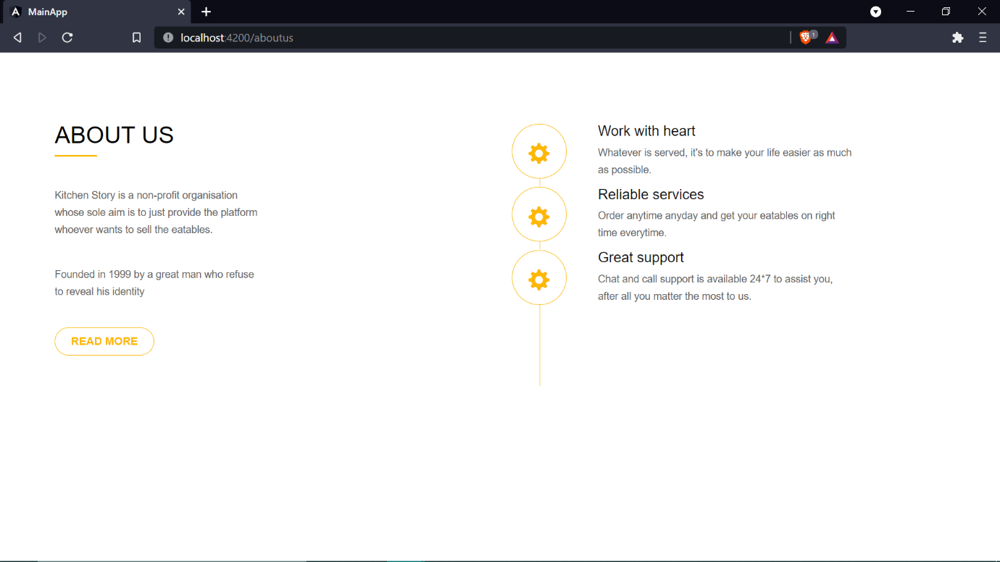 MainApp
localhost:4200/aboutus
1
ABOUT US
Kitchen Story is a non-profit organisation
whose sole aim is to just provide the platform
whoever wants to sell the eatables.
Founded in 1999 by a great man who refuse
to reveal his identity
READ MORE
Work with heart
Whatever is served, it's to make your life easier as much
as possible.
Reliable services
Order anytime anyday and get your eatables on right
time everytime.
Great support
Chat and call support is available 24*7 to assist you,
after all you matter the most to us.